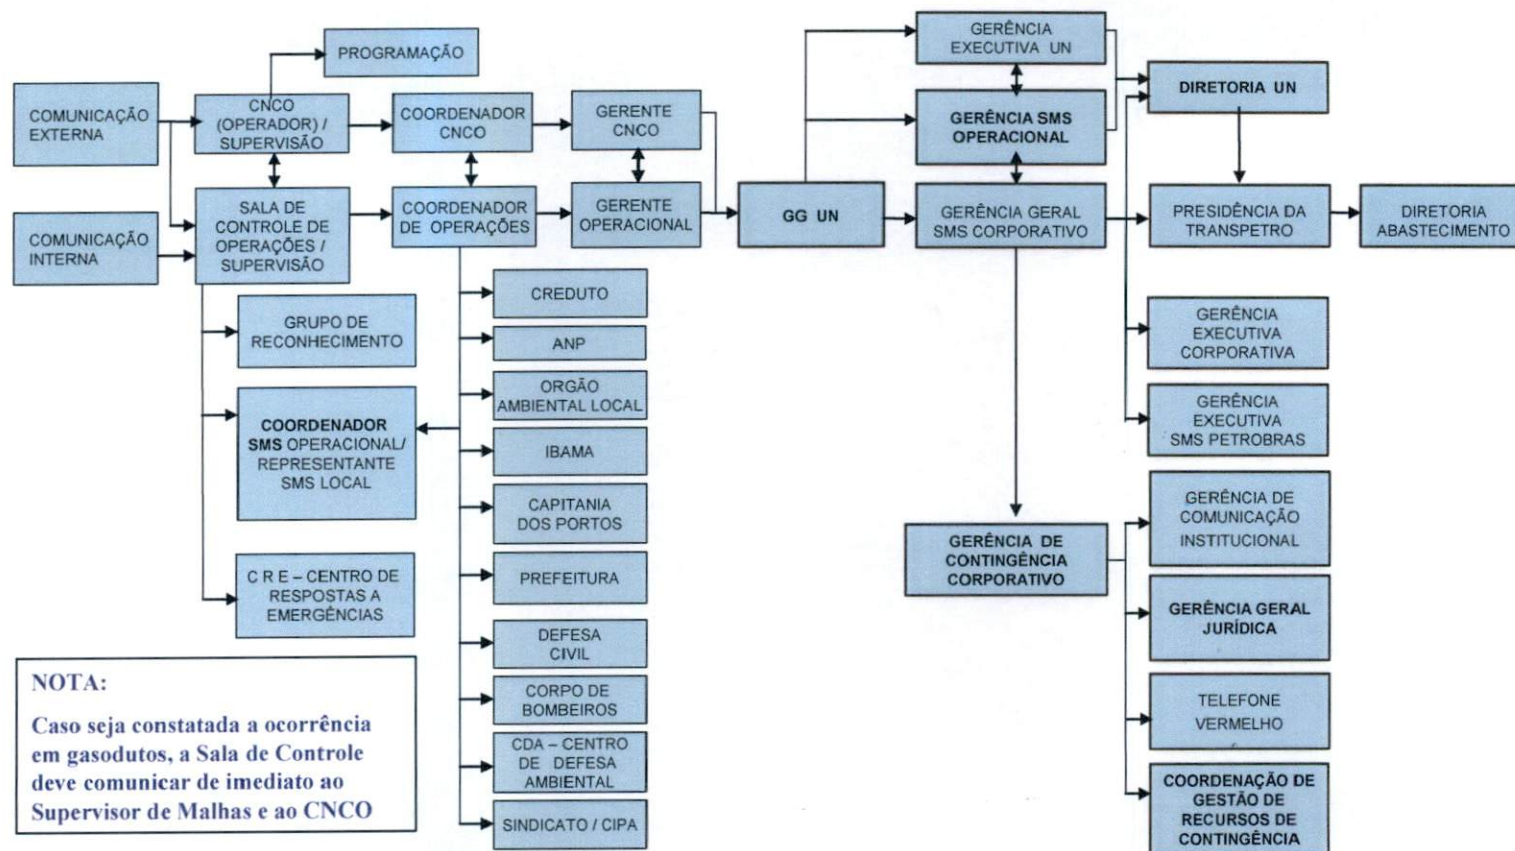 PROGRAMAÇÃO
COMUNICAÇÃO
EXTERNA
CNCO
(OPERADOR) /
SUPERVISÃO
COORDENADOR
CNCO
GERENTE
CNCO
GERÊNCIA
EXECUTIVA UN
GERÊNCIA SMS
OPERACIONAL
DIRETORIA UN
COMUNICAÇÃO
INTERNA
SALA DE
CONTROLE DE
OPERAÇÕES /
SUPERVISÃO
COORDENADOR
DE OPERAÇÕES
GERENTE
OPERACIONAL
GG UN
GERÊNCIA GERAL
SMS CORPORATIVO
PRESIDÊNCIA DA
TRANSPETRO
DIRETORIA
ABASTECIMENTO
GRUPO DE
RECONHECIMENTO
COORDENADOR
SMS OPERACIONAL/
REPRESENTANTE
SMS LOCAL
C R E – CENTRO DE
RESPOSTAS A
EMERGÊNCIAS
CREDUTO
ANP
ORGÃO
AMBIENTAL LOCAL
IBAMA
CAPITANIA
DOS PORTOS
PREFEITURA
DEFESA
CIVIL
CORPO DE
BOMBEIROS
CDA – CENTRO
DE DEFESA
AMBIENTAL
SINDICATO / CIPA
GERÊNCIA
EXECUTIVA
CORPORATIVA
GERÊNCIA
EXECUTIVA
SMS PETROBRAS
GERÊNCIA DE
CONTINGÊNCIA
CORPORATIVO
GERÊNCIA DE
COMUNICAÇÃO
INSTITUCIONAL
GERÊNCIA GERAL
JURÍDICA
TELEFONE
VERMELHO
COORDENAÇÃO DE
GESTÃO DE
RECURSOS DE
CONTINGÊNCIA
NOTA:
Caso seja constatada a ocorrência
em gasodutos, a Sala de Controle
deve comunicar de imediato ao
Supervisor de Malhas e ao CNCO